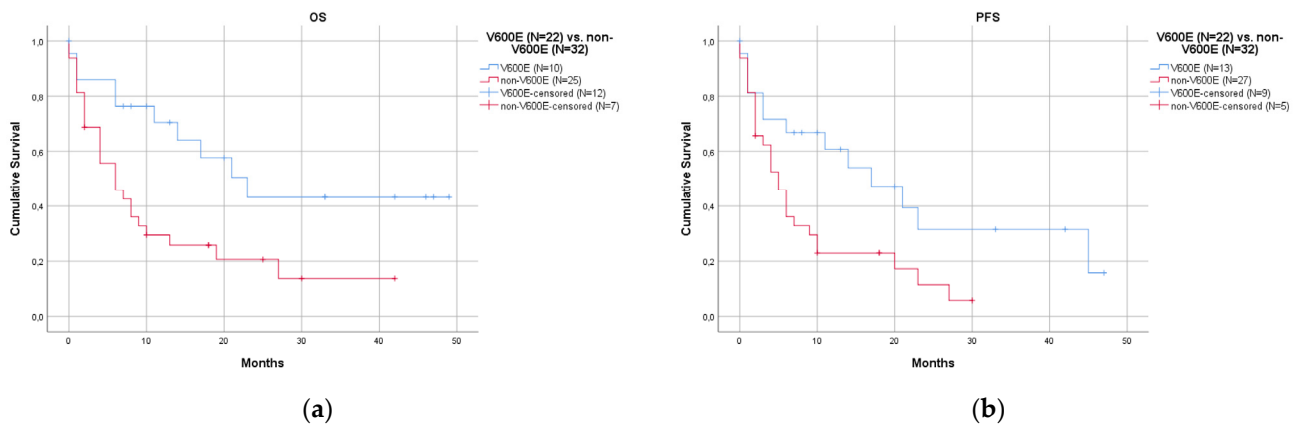 OS
Cumulative Survival
1,0
0,8
0,6
0,4
0,2
0,0
0 10 20 30 40 50
Months
V600E (N=22) vs. non-
V600E (N=32)
V600E (N=10)
non-V600E (N=25)
V600E-censored (N=12)
non-V600E-censored (N=7)
(a)
PFS
Cumulative Survival
1,0
0,8
0,6
0,4
0,2
0,0
0 10 20 30 40 50
Months
V600E (N=22) vs. non-
V600E (N=32)
V600E (N=13)
non-V600E (N=27)
V600E-censored (N=9)
non-V600E-censored (N=5)
(b)